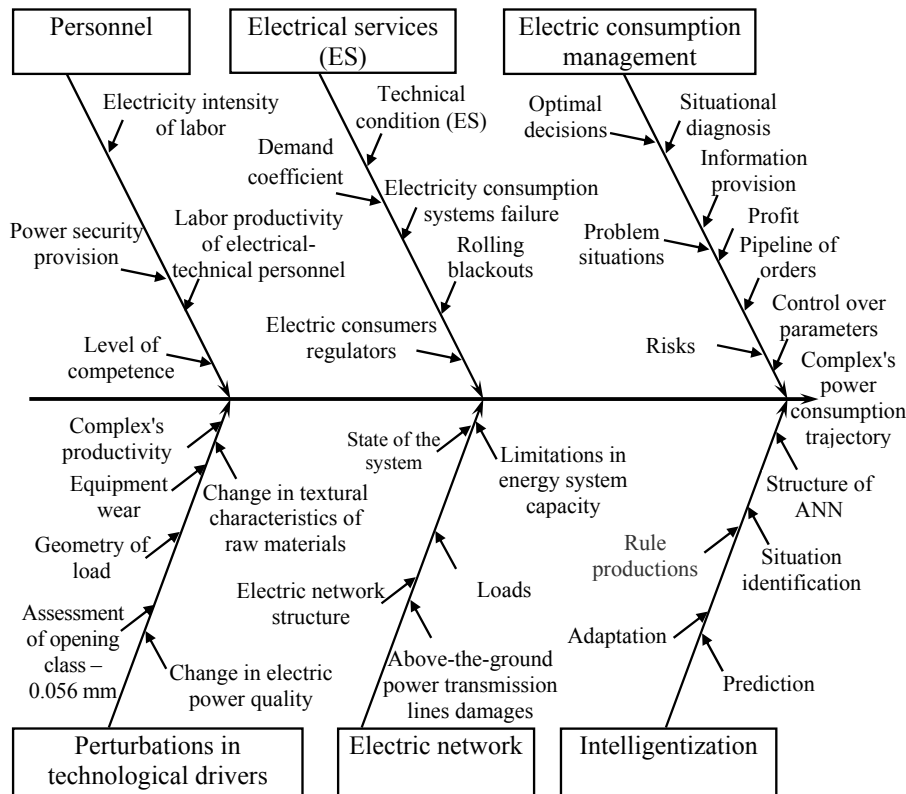 Personnel
Electrical services
(ES)
Electric consumption
management
Electricity intensity
of labor
Power security
provision
Labor productivity
of electrical-
technical personnel
Level of
competence
Technical
condition (ES)
Demand
coefficient
Electricity consumption
systems failure
Rolling
blackouts
Electric consumers
regulators
Optimal
decisions
Situational
diagnosis
Information
provision
Problem
situations
Profit
Pipeline of
orders
Risks
Control over
parameters
Complex's
power
consumption
trajectory
Complex's
productivity
Equipment
wear
Change in textural
characteristics of
raw materials
Geometry of
load
Assessment
of opening
class –
0.056 mm
Change in electric
power quality
State of the
system
Limitations in
energy system
capacity
Loads
Electric network
structure
Above-the-ground
power transmission
lines damages
Structure of
ANN
Rule
productions
Situation
identification
Adaptation
Prediction
Perturbations in
technological drivers
Electric network
Intelligentization